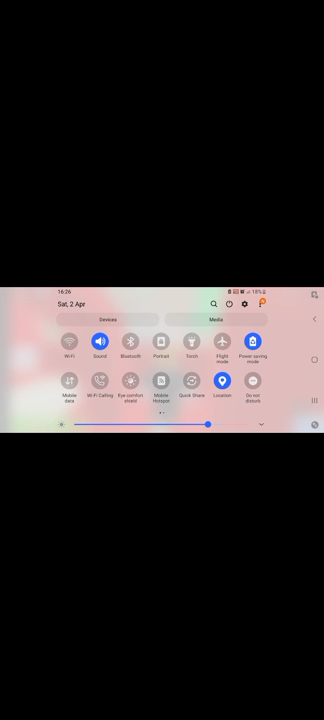 16:26
18%
Sat, 2 Apr
Devices
Media
Wi-Fi
Sound
Bluetooth
Portrait
Torch
Flight
mode
Power saving
mode
Mobile
data
Wi-Fi Calling
Eye comfort
shield
Mobile
Hotspot
Quick Share
Location
Do not
disturb